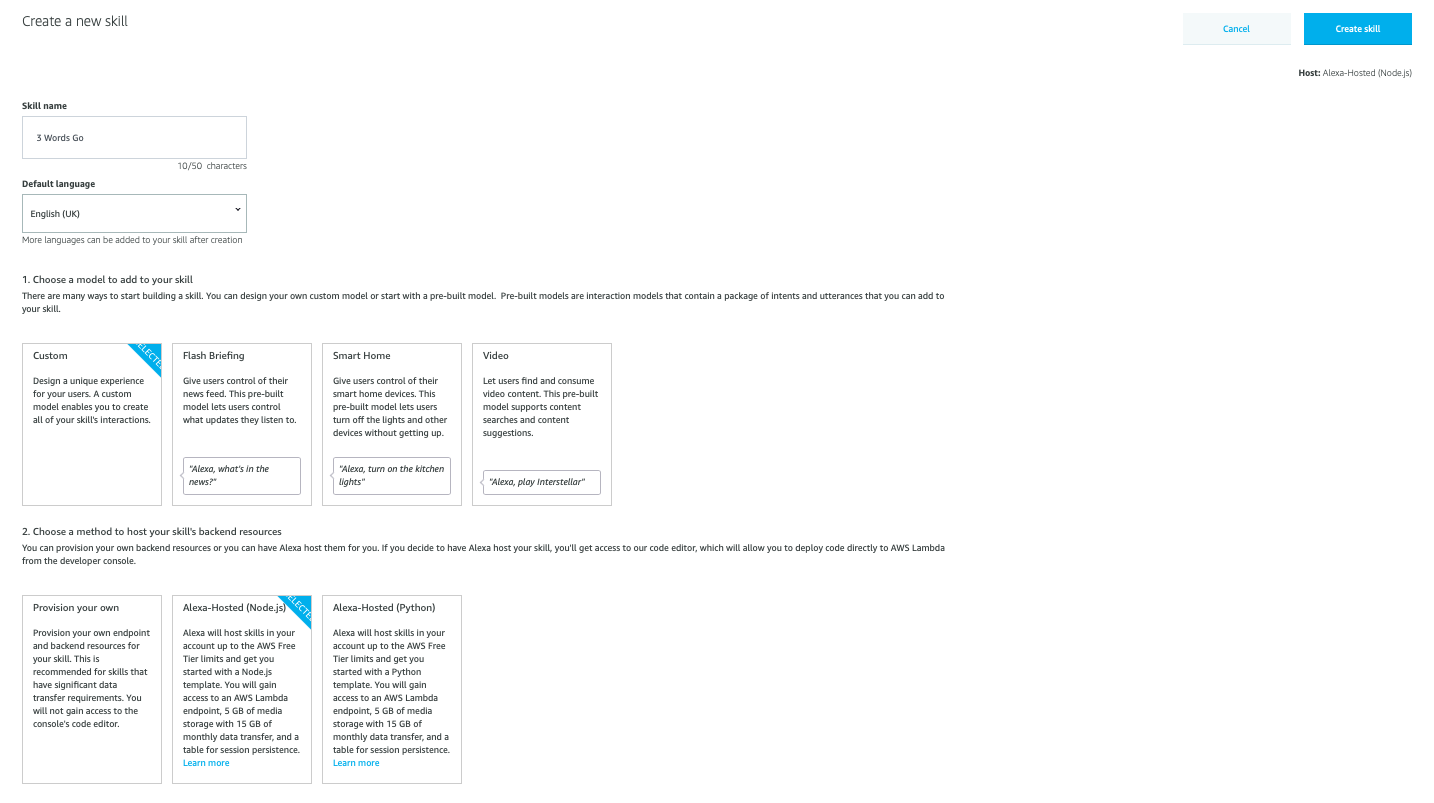 Create a new skill
Cancel
Create skill
Host: Alexa-Hosted (Node.js)
Skill name
3 Words Go
10/50 characters
Default language
English (UK)
More languages can be added to your skill after creation
1. Choose a model to add to your skill
There are many ways to start building a skill. You can design your own custom model or start with a pre-built model. Pre-built models are interaction models that contain a package of intents and utterances that you can add to
your skill.
Custom
Design a unique experience
for your users. A custom
model enables you to create
all of your skill's interactions.
Flash Briefing
Give users control of their
news feed. This pre-built
model lets users control
what updates they listen to.
"Alexa, what's in the
news?"
Smart Home
Give users control of their
smart home devices. This
pre-built model lets users
turn off the lights and other
devices without getting up.
"Alexa, turn on the kitchen
lights"
Video
Let users find and consume
video content. This pre-built
model supports content
searches and content
suggestions.
"Alexa, play Interstellar"
2. Choose a method to host your skill's backend resources
You can provision your own backend resources or you can have Alexa host them for you. If you decide to have Alexa host your skill, you'll get access to our code editor, which will allow you to deploy code directly to AWS Lambda
from the developer console.
Provision your own
Provision your own endpoint
and backend resources for
your skill. This is
recommended for skills that
have significant data
transfer requirements. You
will not gain access to the
console's code editor.
Alexa-Hosted (Node.js)
Alexa will host skills in your
account up to the AWS Free
Tier limits and get you
started with a Node.js
template. You will gain
access to an AWS Lambda
endpoint, 5 GB of media
storage with 15 GB of
monthly data transfer, and a
table for session persistence.
Learn more
Alexa-Hosted (Python)
Alexa will host skills in your
account up to the AWS Free
Tier limits and get you
started with a Python
template. You will gain
access to an AWS Lambda
endpoint, 5 GB of media
storage with 15 GB of
monthly data transfer, and a
table for session persistence.
Learn more